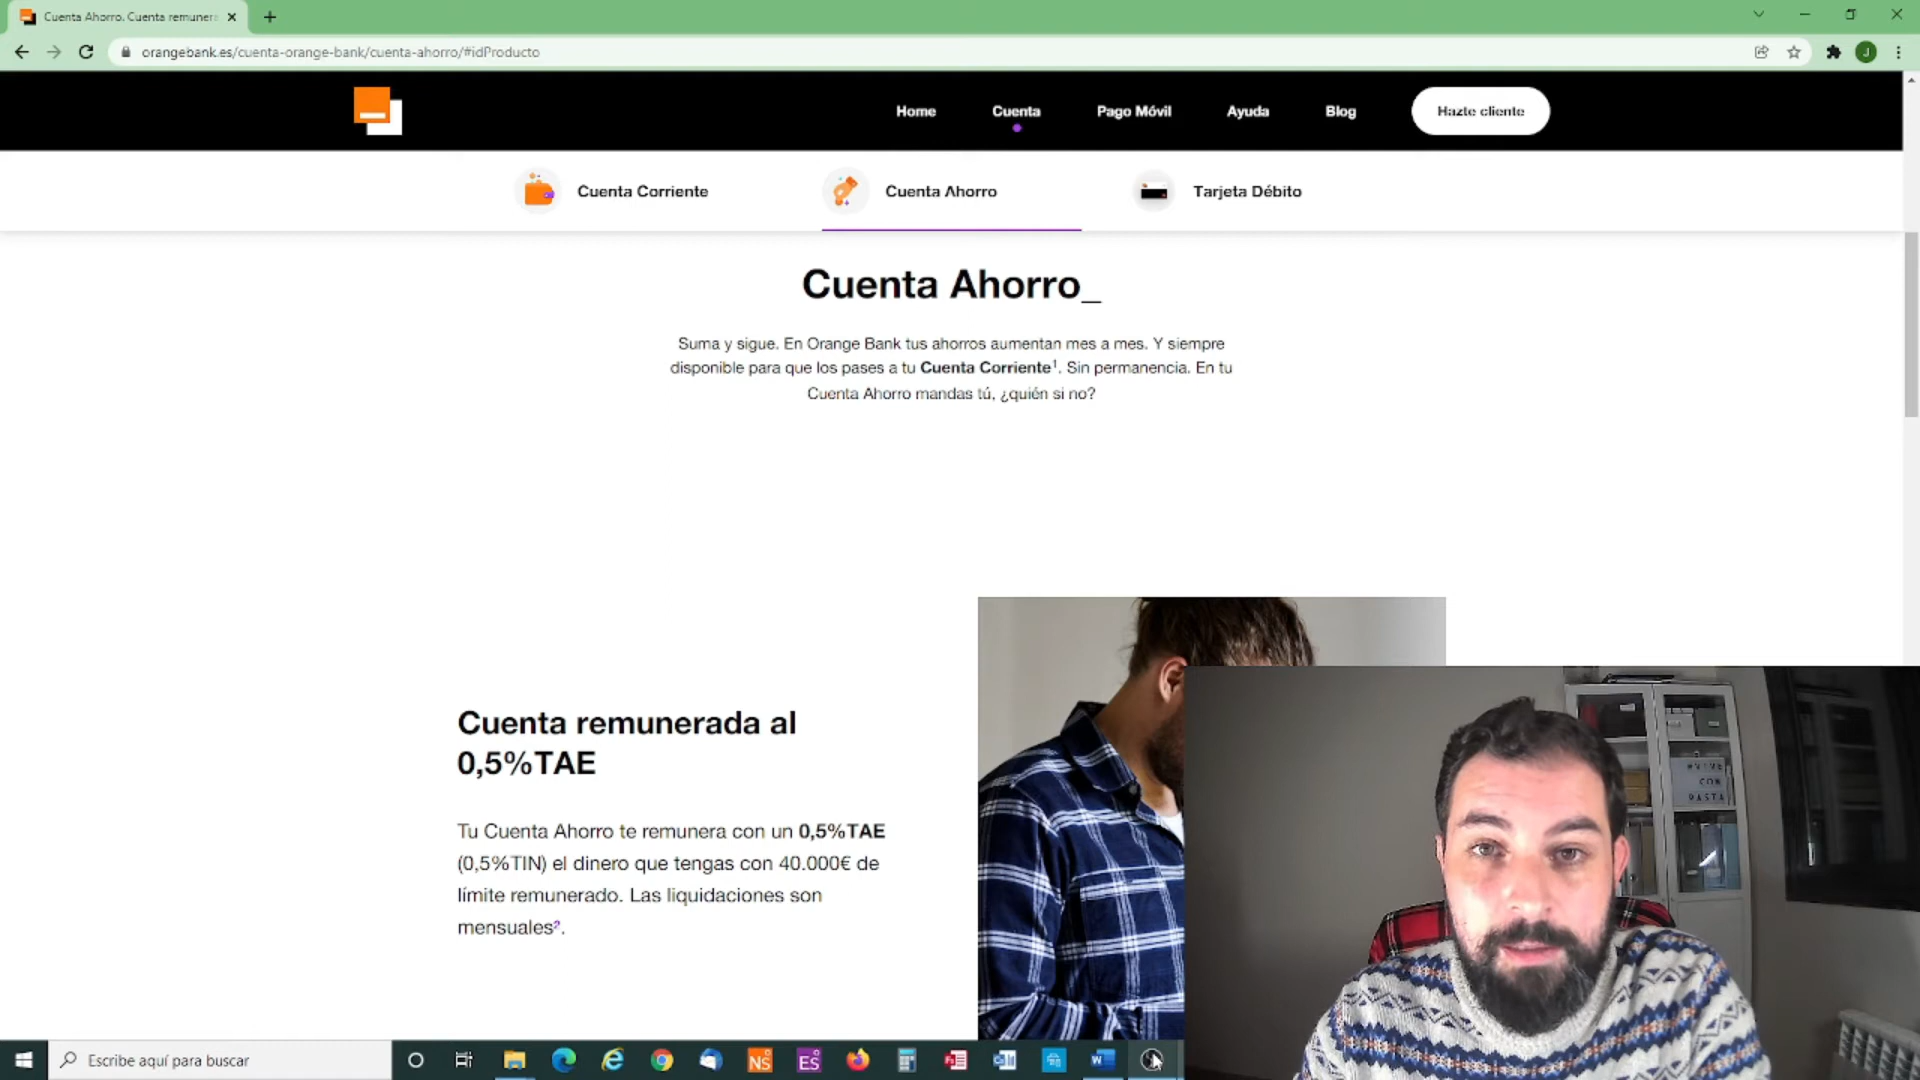 Cuenta Ahorro. Cuenta remuner
orangebank.es/cuenta-orange-bank/cuenta-ahorro/#idProducto
J
Home
Cuenta
Pago Móvil
Ayuda
Blog
Hazte cliente
Cuenta Corriente
Cuenta Ahorro
Tarjeta Débito
Cuenta Ahorro_
Suma y sigue. En Orange Bank tus ahorros aumentan mes a mes. Y siempre
disponible para que los pases a tu Cuenta Corriente¹. Sin permanencia. En tu
Cuenta Ahorro mandas tú, ¿quién si no?
Cuenta remunerada al
0,5%TAE
Tu Cuenta Ahorro te remunera con un 0,5%TAE
(0,5%TIN) el dinero que tengas con 40.000€ de
límite remunerado. Las liquidaciones son
mensuales².
#VIVE
CON
PASTA
Escribe aquí para buscar
NS
ES